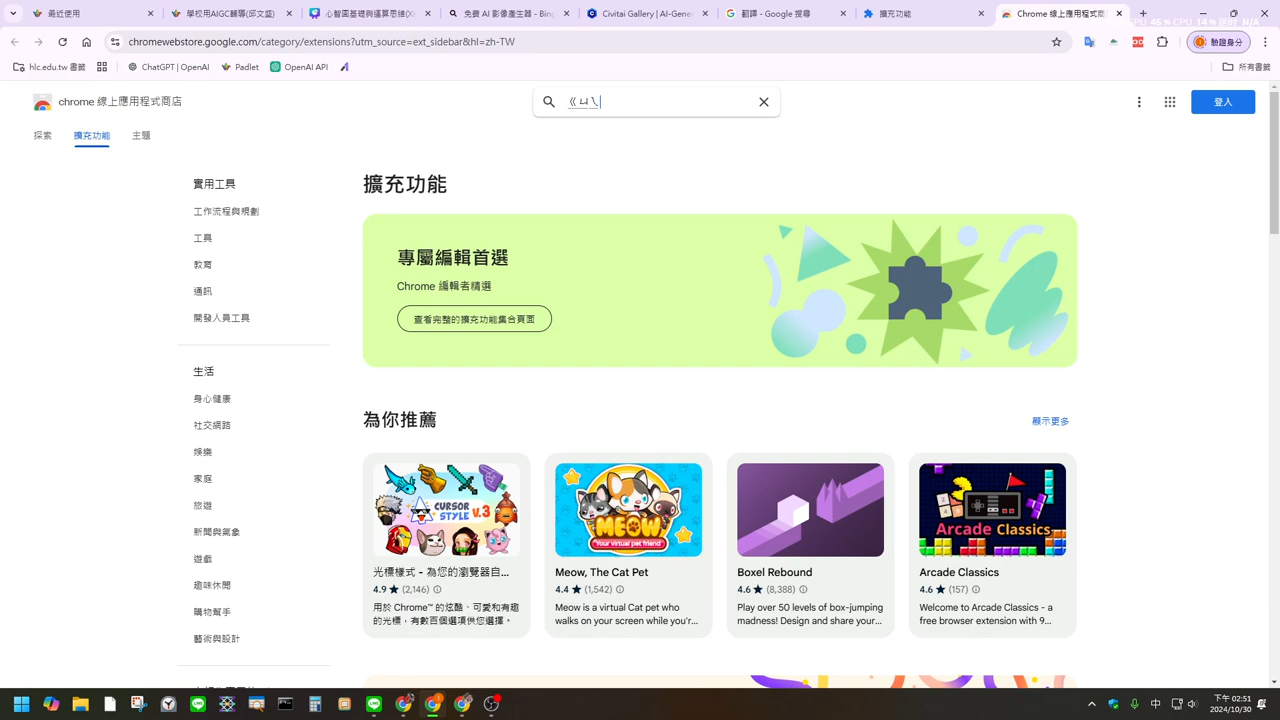 最近使用
學校用AIGC輔導(邱文盛)
免費 AI 影像產生器 - Bing
Civitai Gallery | AI-Gene
翻譯 - Google 搜尋
擴充功能
Chrome 線上應用程式商店
chromewebstore.google.com/category/extensions?utm_source=ext_sidebar&hl=zh-TW
驗證身分
hlc.edu.tw 書籤
ChatGPT | OpenAI
Padlet
OpenAI API
所有書籤
chrome 線上應用程式商店
ㄍㄐㄟ
登入
探索
擴充功能
主題
實用工具
工作流程與規劃
工具
教育
通訊
開發人員工具
生活
身心健康
社交網路
娛樂
家庭
旅遊
新聞與氣象
遊戲
趣味休閒
購物幫手
藝術與設計
擴充功能
專屬編輯首選
Chrome 編輯者精選
查看完整的擴充功能集合頁面
為你推薦
顯示更多
CURSOR
STYLE V.3
光標樣式 - 為您的瀏覽器自...
4.9 ★ (2,146)
用於 Chrome™ 的炫酷、可愛和有趣
的光標，有數百個選項供您選擇。
MEOW
Your virtual pet friend
Meow, The Cat Pet
4.4 ★ (1,542)
Meow is a virtual Cat pet who
walks on your screen while you'r...
Boxel Rebound
4.6 ★ (8,388)
Play over 50 levels of box-jumping
madness! Design and share your...
Arcade Classics
Arcade Classics
4.6 ★ (157)
Welcome to Arcade Classics - a
free browser extension with 9...
中
下午 02:51
2024/10/30